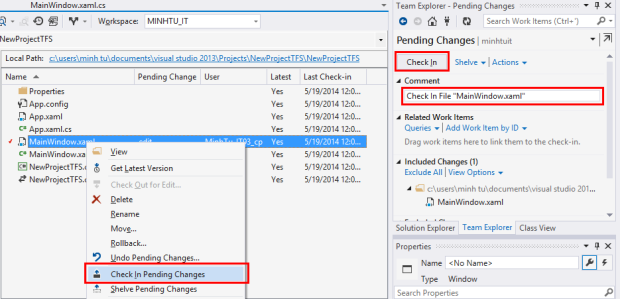 MainWindow.xaml.cs
Workspace: MINHTU_IT
NewProjectTFS
Local Path: c:\users\minh tu\documents\visual studio 2013\Projects\NewProjectTFS\NewProjectTFS
Name Pending Change User Latest Last Check-in
Properties Yes 5/19/2014 12:0...
App.config Yes 5/19/2014 12:0...
App.xaml Yes 5/19/2014 12:0...
App.xaml.cs Yes 5/19/2014 12:0...
MainWindow.xaml edit Yes 5/19/2014 12:0...
MainWindow.xa Yes 5/19/2014 12:0...
NewProjectTFS.c Yes 5/19/2014 12:0...
NewProjectTFS. Yes 5/19/2014 12:0...
View
Get Latest Version
Check Out for Edit...
Delete
Rename
Move...
Rollback...
Undo Pending Changes...
Check In Pending Changes
Shelve Pending Changes
Team Explorer - Pending Changes
Search Work Items (Ctrl+')
Pending Changes | minhtuit
Check In Shelve Actions
Comment
Check In File "MainWindow.xaml"
Related Work Items
Queries | Add Work Item by ID
Drag work items here to link them to the check-in.
Included Changes (1)
Exclude All | View Options
c:\users\minh tu\documents\visual studio 201...
MainWindow.xaml
Solution Explorer Team Explorer Class View
Properties
Name <No Name>
Type Window
Search Properties